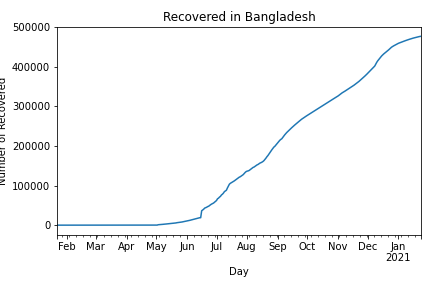 Recovered in Bangladesh
500000
400000
300000
200000
100000
0
Number of Recovered
Feb Mar Apr May Jun Jul Aug Sep Oct Nov Dec Jan
2021
Day